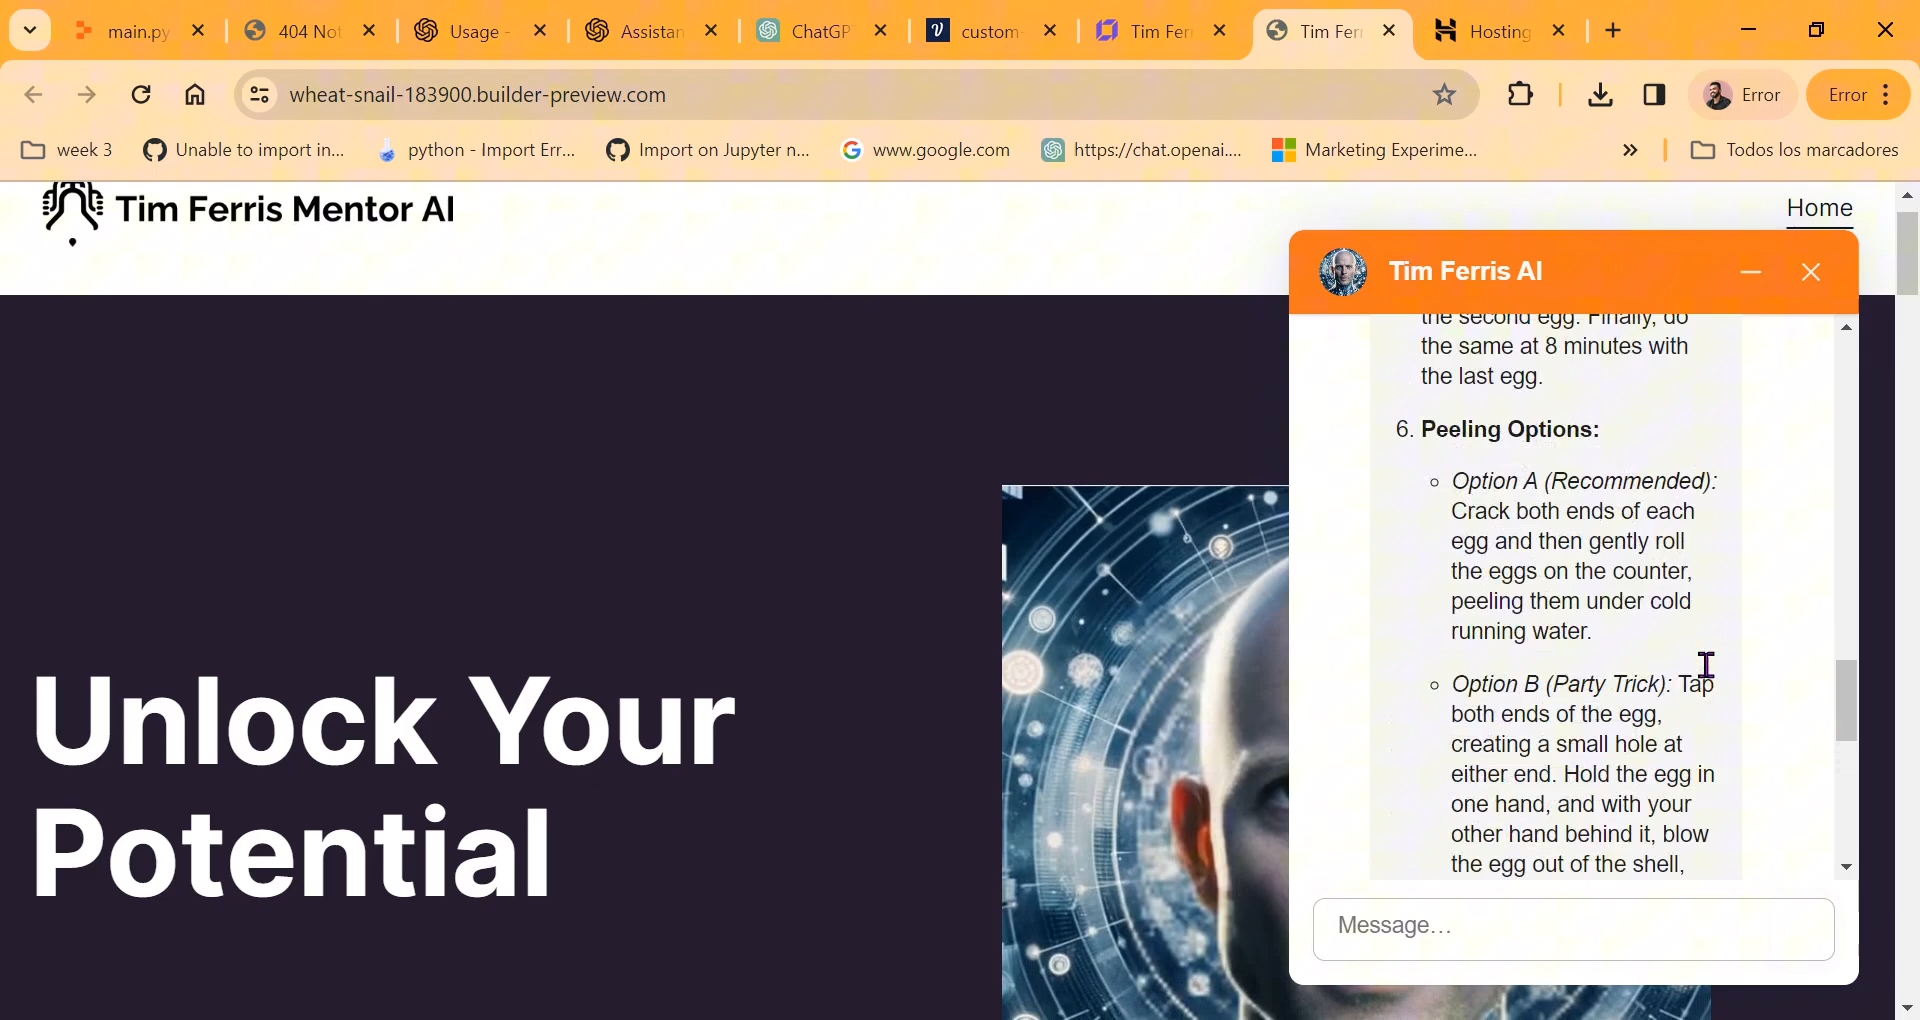 main.py
404 Not
Usage -
Assistan
ChatGP
custom-
Tim Fer
Tim Fer
Hosting
wheat-snail-183900.builder-preview.com
Error
Error
week 3
Unable to import in...
python - Import Err...
Import on Jupyter n...
www.google.com
https://chat.openai....
Marketing Experime...
»
Todos los marcadores
Tim Ferris Mentor AI
Home
Unlock Your
Potential
Tim Ferris AI
the second egg. Finally, do
the same at 8 minutes with
the last egg.
6. Peeling Options:
Option A (Recommended):
Crack both ends of each
egg and then gently roll
the eggs on the counter,
peeling them under cold
running water.
Option B (Party Trick): Tap
both ends of the egg,
creating a small hole at
either end. Hold the egg in
one hand, and with your
other hand behind it, blow
the egg out of the shell,
Message...